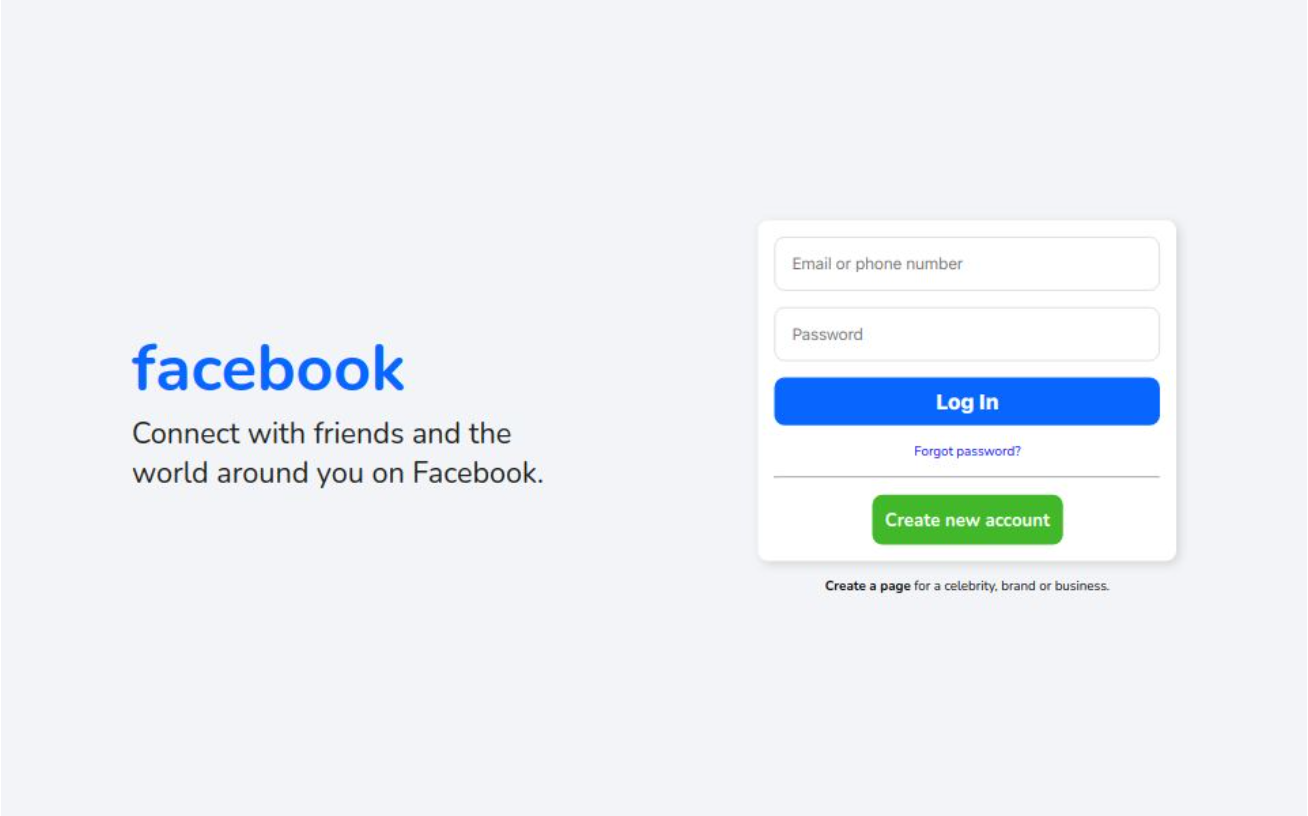 facebook
Connect with friends and the
world around you on Facebook.
Email or phone number
Password
Log In
Forgot password?
Create new account
Create a page for a celebrity, brand or business.